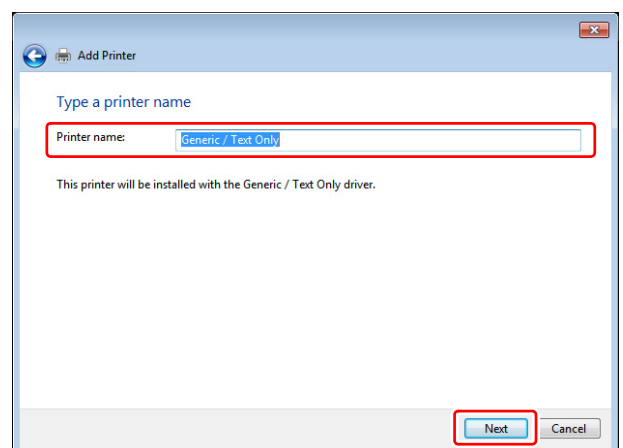 Add Printer
Type a printer name
Printer name: Generic / Text Only
This printer will be installed with the Generic / Text Only driver.
Next Cancel